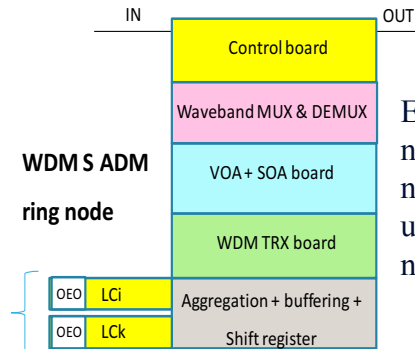 IN
OUT
Control board
Waveband MUX & DEMUX
WDM S ADM
ring node
VOA + SOA board
WDM TRX board
OEO LCi
OEO LCk
Aggregation + buffering +
Shift register